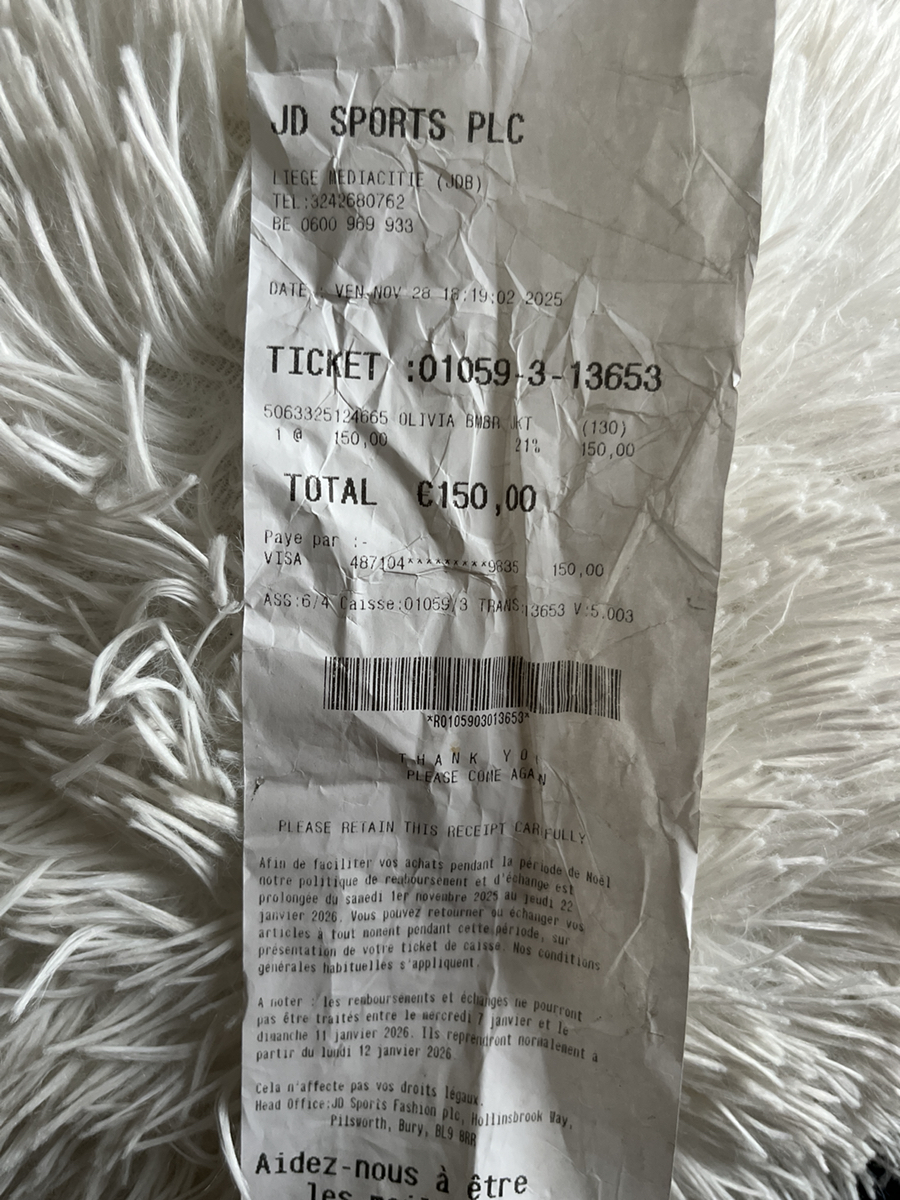 JD SPORTS PLC
LIEGE MEDIACITIE (JDB)
TEL:3242680762
BE 0600 969 933
DATE : VEN NOV 28 18:19:02 2025
TICKET :01059-3-13653
5063325124665 OLIVIA BMBR JKT (130)
1 @ 150,00 21% 150,00
TOTAL €150,00
Paye par :-
VISA 487104*********9835 150,00
ASS:6/4 Caisse:01059/3 TRANS:13653 V:5.003
*R0105903013653*
THANK YO
PLEASE COME AGAIN
PLEASE RETAIN THIS RECEIPT CAREFULLY
Afin de faciliter vos achats pendant la période de Noël
notre politique de remboursement et d'échange est
prolongée du samedi 1er novembre 2025 au jeudi 22
janvier 2026. Vous pouvez retourner ou échanger vos
articles à tout moment pendant cette période, sur
présentation de votre ticket de caisse. Nos conditions
générales habituelles s'appliquent.
A noter : les remboursements et échanges ne pourront
pas être traités entre le mercredi 7 janvier et le
dimanche 11 janvier 2026. Ils reprendront normalement à
partir du lundi 12 janvier 2026
Cela n'affecte pas vos droits légaux.
Head Office:JD Sports Fashion plc, Hollinsbrook Way,
Pilsworth, Bury, BL9 8RR
Aidez-nous à être
les